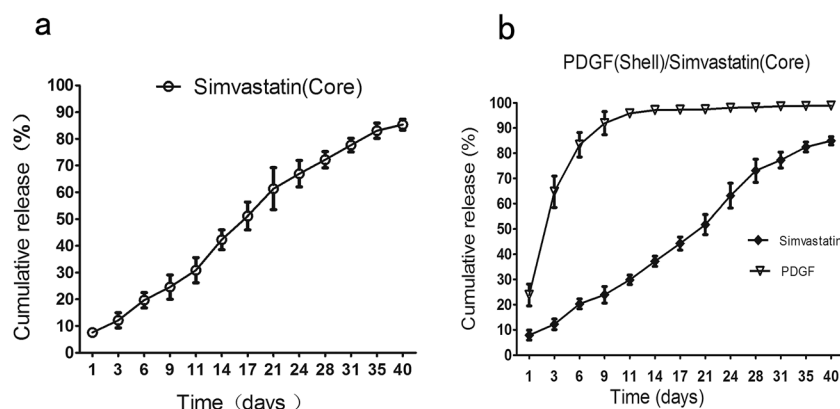 a
Simvastatin(Core)
100
90
80
70
60
50
40
30
20
10
0
Cumulative release (%)
1 3 6 9 11 14 17 21 24 28 31 35 40
Time (days)
b
PDGF(Shell)/Simvastatin(Core)
100
90
80
70
60
50
40
30
20
10
0
Cumulative release (%)
Simvastatin
PDGF
1 3 6 9 11 14 17 21 24 28 31 35 40
Time (days)